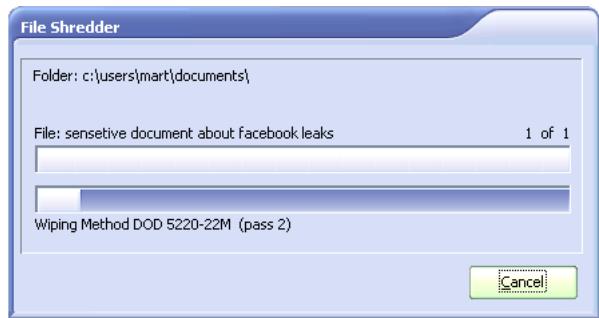 File Shredder
Folder: c:\users\mart\documents\
File: sensetive document about facebook leaks 1 of 1
Wiping Method DOD 5220-22M (pass 2)
Cancel